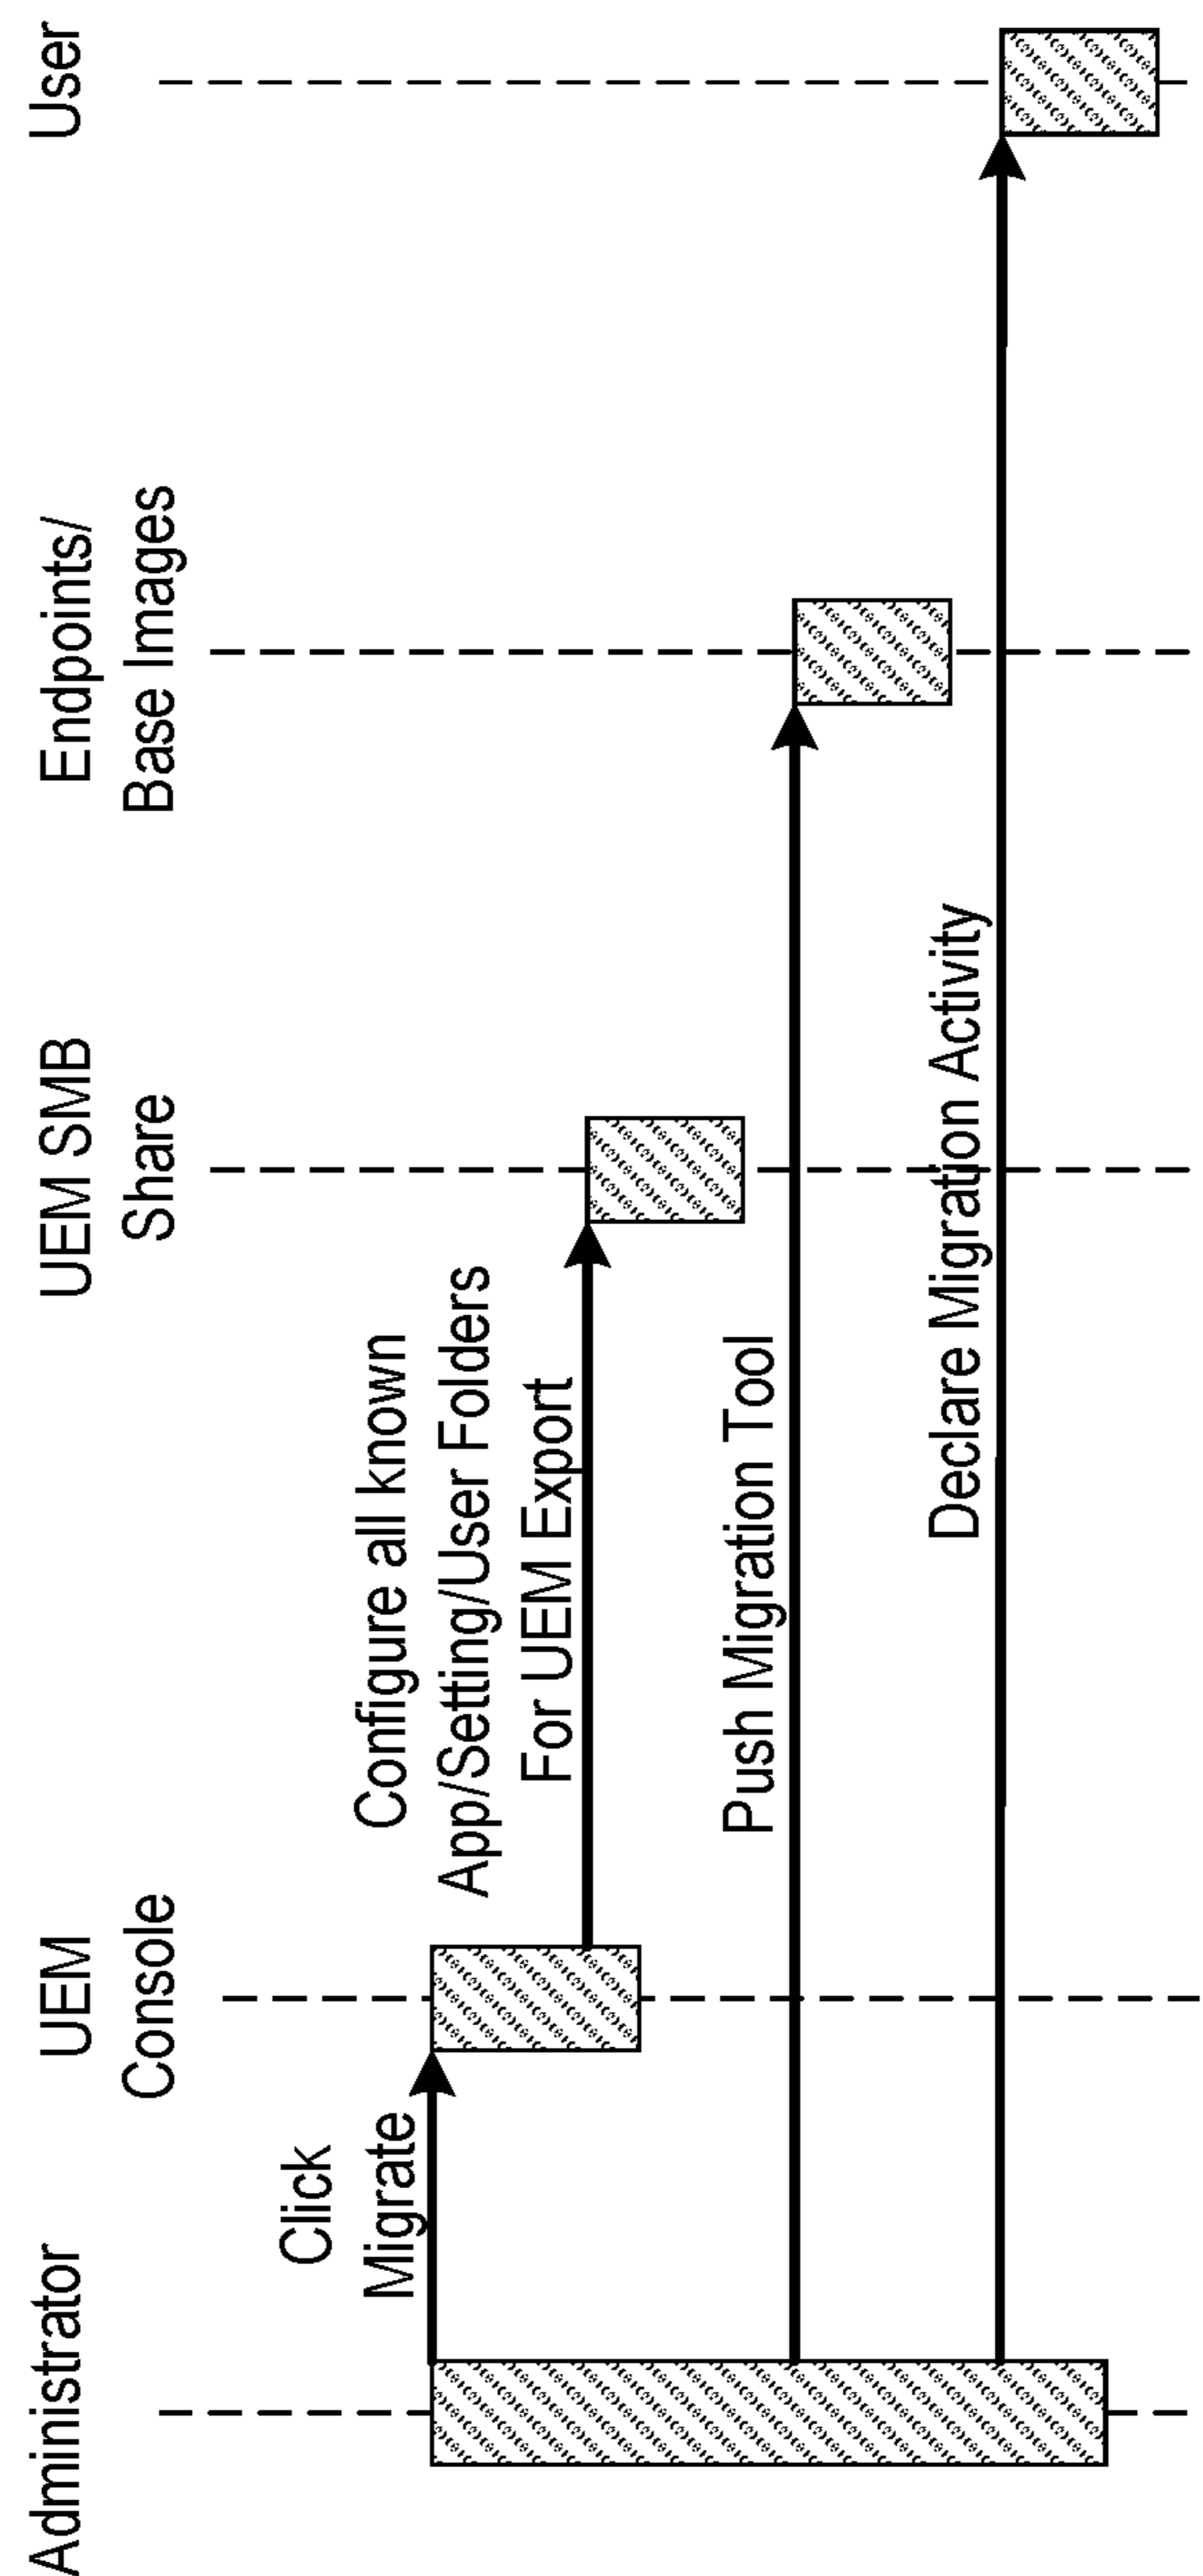 Administrator
UEM
Console
UEM SMB
Share
Endpoints/
Base Images
User
Click
Migrate
Configure all known
App/Setting/User Folders
For UEM Export
Push Migration Tool
Declare Migration Activity